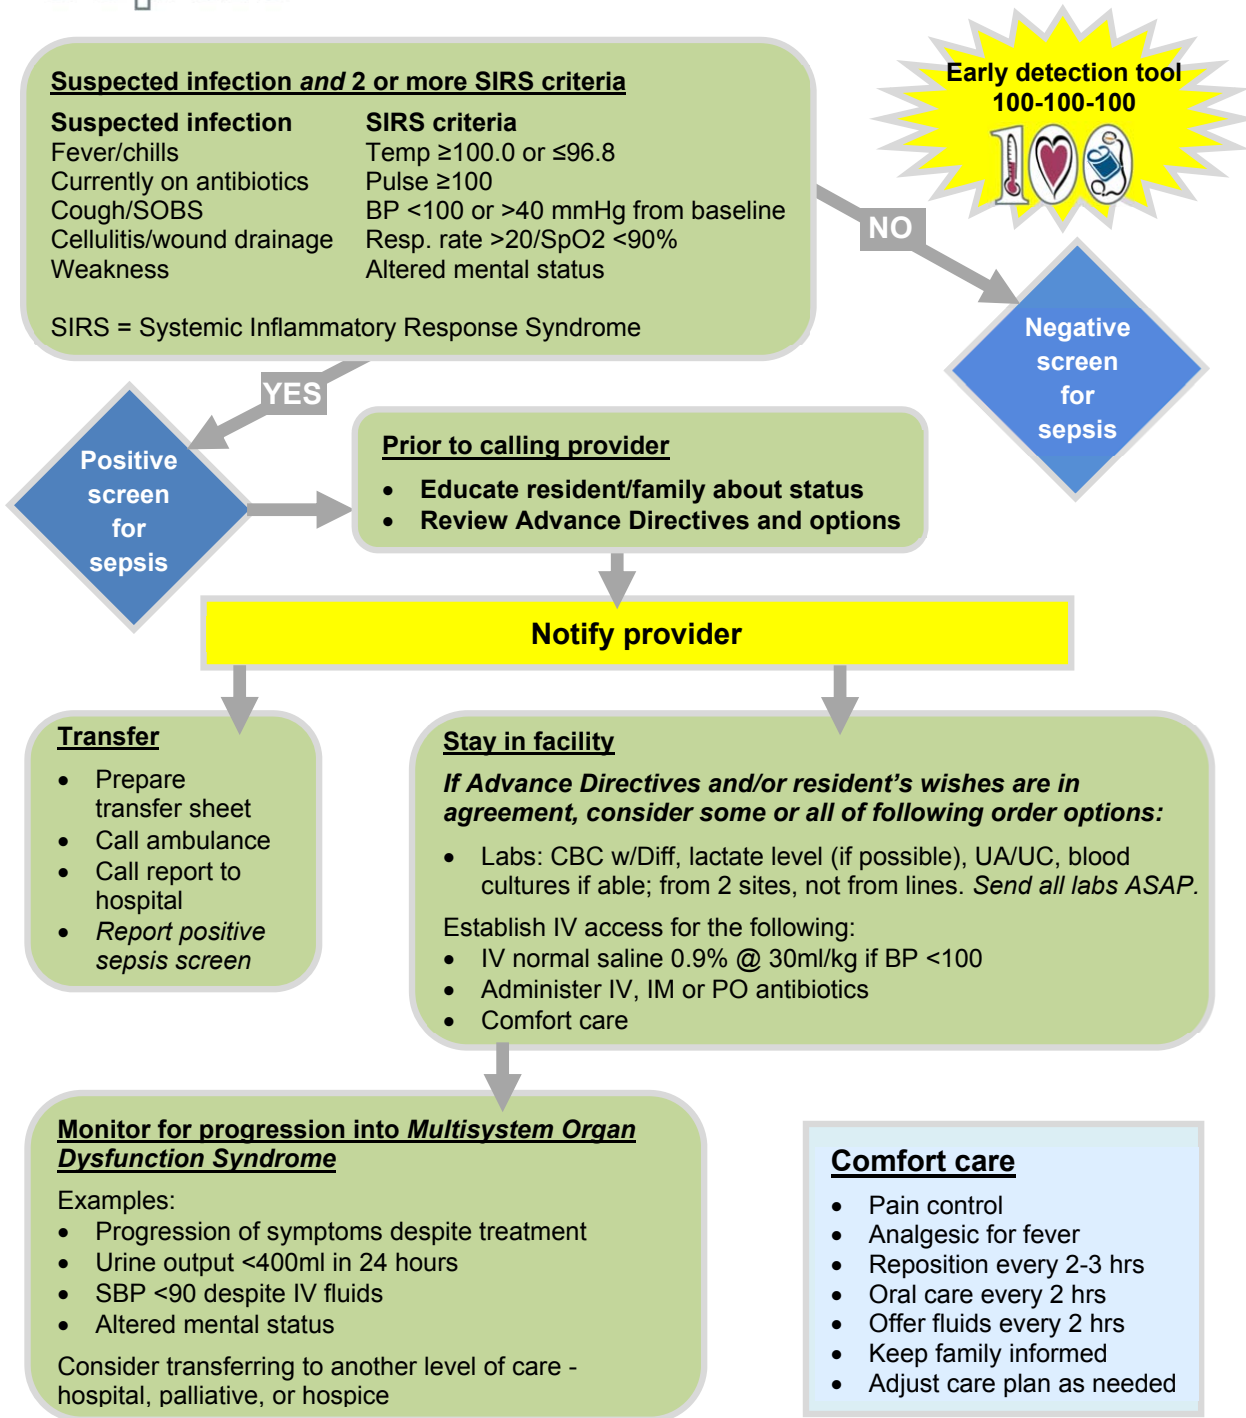 Early detection tool
100-100-100
100
Suspected infection and 2 or more SIRS criteria
Suspected infection SIRS criteria
Fever/chills Temp ≥100.0 or ≤96.8
Currently on antibiotics Pulse ≥100
Cough/SOBS BP <100 or >40 mmHg from baseline
Cellulitis/wound drainage Resp. rate >20/SpO2 <90%
Weakness Altered mental status
SIRS = Systemic Inflammatory Response Syndrome
NO
Negative
screen
for
sepsis
YES
Positive
screen
for
sepsis
Prior to calling provider
• Educate resident/family about status
• Review Advance Directives and options
Notify provider
Transfer
• Prepare
transfer sheet
• Call ambulance
• Call report to
hospital
• Report positive
sepsis screen
Stay in facility
If Advance Directives and/or resident's wishes are in
agreement, consider some or all of following order options:
• Labs: CBC w/Diff, lactate level (if possible), UA/UC, blood
cultures if able; from 2 sites, not from lines. Send all labs ASAP.
Establish IV access for the following:
• IV normal saline 0.9% @ 30ml/kg if BP <100
• Administer IV, IM or PO antibiotics
• Comfort care
Monitor for progression into Multisystem Organ
Dysfunction Syndrome
Examples:
• Progression of symptoms despite treatment
• Urine output <400ml in 24 hours
• SBP <90 despite IV fluids
• Altered mental status
Consider transferring to another level of care -
hospital, palliative, or hospice
Comfort care
• Pain control
• Analgesic for fever
• Reposition every 2-3 hrs
• Oral care every 2 hrs
• Offer fluids every 2 hrs
• Keep family informed
• Adjust care plan as needed